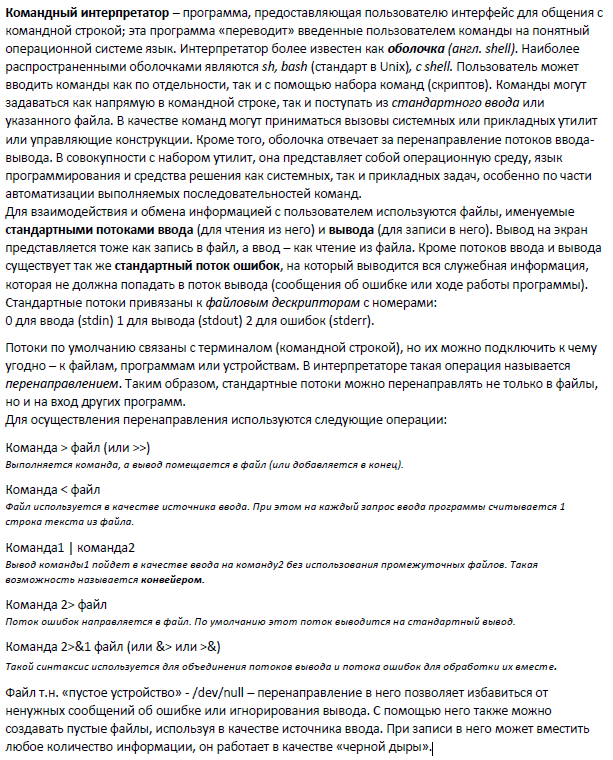 Командный интерпретатор – программа, предоставляющая пользователю интерфейс для общения с
командной строкой; эта программа «переводит» введенные пользователем команды на понятный
операционной системе язык. Интерпретатор более известен как оболочка (англ. shell). Наиболее
распространенными оболочками являются sh, bash (стандарт в Unix), c shell. Пользователь может
вводить команды как по отдельности, так и с помощью набора команд (скриптов). Команды могут
задаваться как напрямую в командной строке, так и поступать из стандартного ввода или
указанного файла. В качестве команд могут приниматься вызовы системных или прикладных утилит
или управляющие конструкции. Кроме того, оболочка отвечает за перенаправление потоков ввода-
вывода. В совокупности с набором утилит, она представляет собой операционную среду, язык
программирования и средства решения как системных, так и прикладных задач, особенно по части
автоматизации выполняемых последовательностей команд.
Для взаимодействия и обмена информацией с пользователем используются файлы, именуемые
стандартными потоками ввода (для чтения из него) и вывода (для записи в него). Вывод на экран
представляется тоже как запись в файл, а ввод – как чтение из файла. Кроме потоков ввода и вывода
существует так же стандартный поток ошибок, на который выводится вся служебная информация,
которая не должна попадать в поток вывода (сообщения об ошибке или ходе работы программы).
Стандартные потоки привязаны к файловым дескрипторам с номерами:
0 для ввода (stdin) 1 для вывода (stdout) 2 для ошибок (stderr).
Потоки по умолчанию связаны с терминалом (командной строкой), но их можно подключить к чему
угодно – к файлам, программам или устройствам. В интерпретаторе такая операция называется
перенаправлением. Таким образом, стандартные потоки можно перенаправлять не только в файлы,
но и на вход других программ.
Для осуществления перенаправления используются следующие операции:
Команда > файл (или >>)
Выполняется команда, а вывод помещается в файл (или добавляется в конец).
Команда < файл
Файл используется в качестве источника ввода. При этом на каждый запрос ввода программы считывается 1
строка текста из файла.
Команда1 | команда2
Вывод команды1 пойдет в качестве ввода на команду2 без использования промежуточных файлов. Такая
возможность называется конвейером.
Команда 2> файл
Поток ошибок направляется в файл. По умолчанию этот поток выводится на стандартный вывод.
Команда 2>&1 файл (или &> или >&)
Такой синтаксис используется для объединения потоков вывода и потока ошибок для обработки их вместе.
Файл т.н. «пустое устройство» - /dev/null – перенаправление в него позволяет избавиться от
ненужных сообщений об ошибке или игнорирования вывода. С помощью него также можно
создавать пустые файлы, используя в качестве источника ввода. При записи в него может вместить
любое количество информации, он работает в качестве «черной дыры».